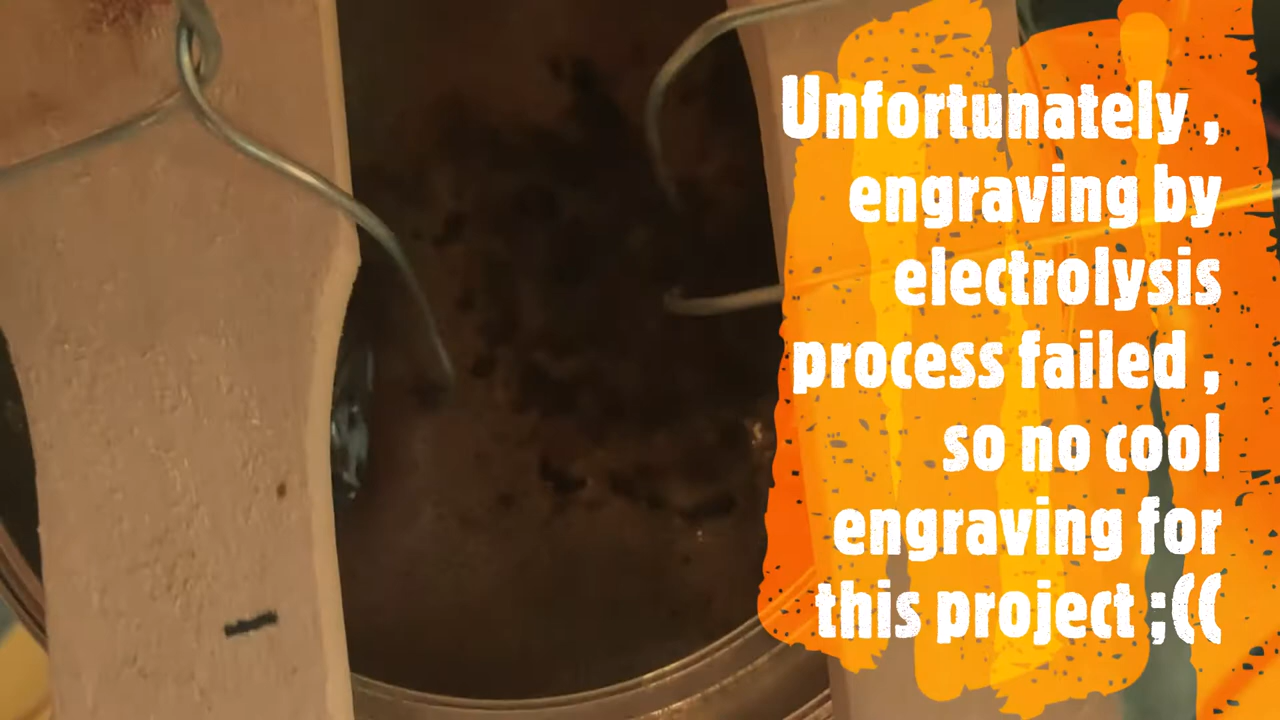 Unfortunately ,
engraving by
electrolysis
process failed ,
so no cool
engraving for
this project ;((